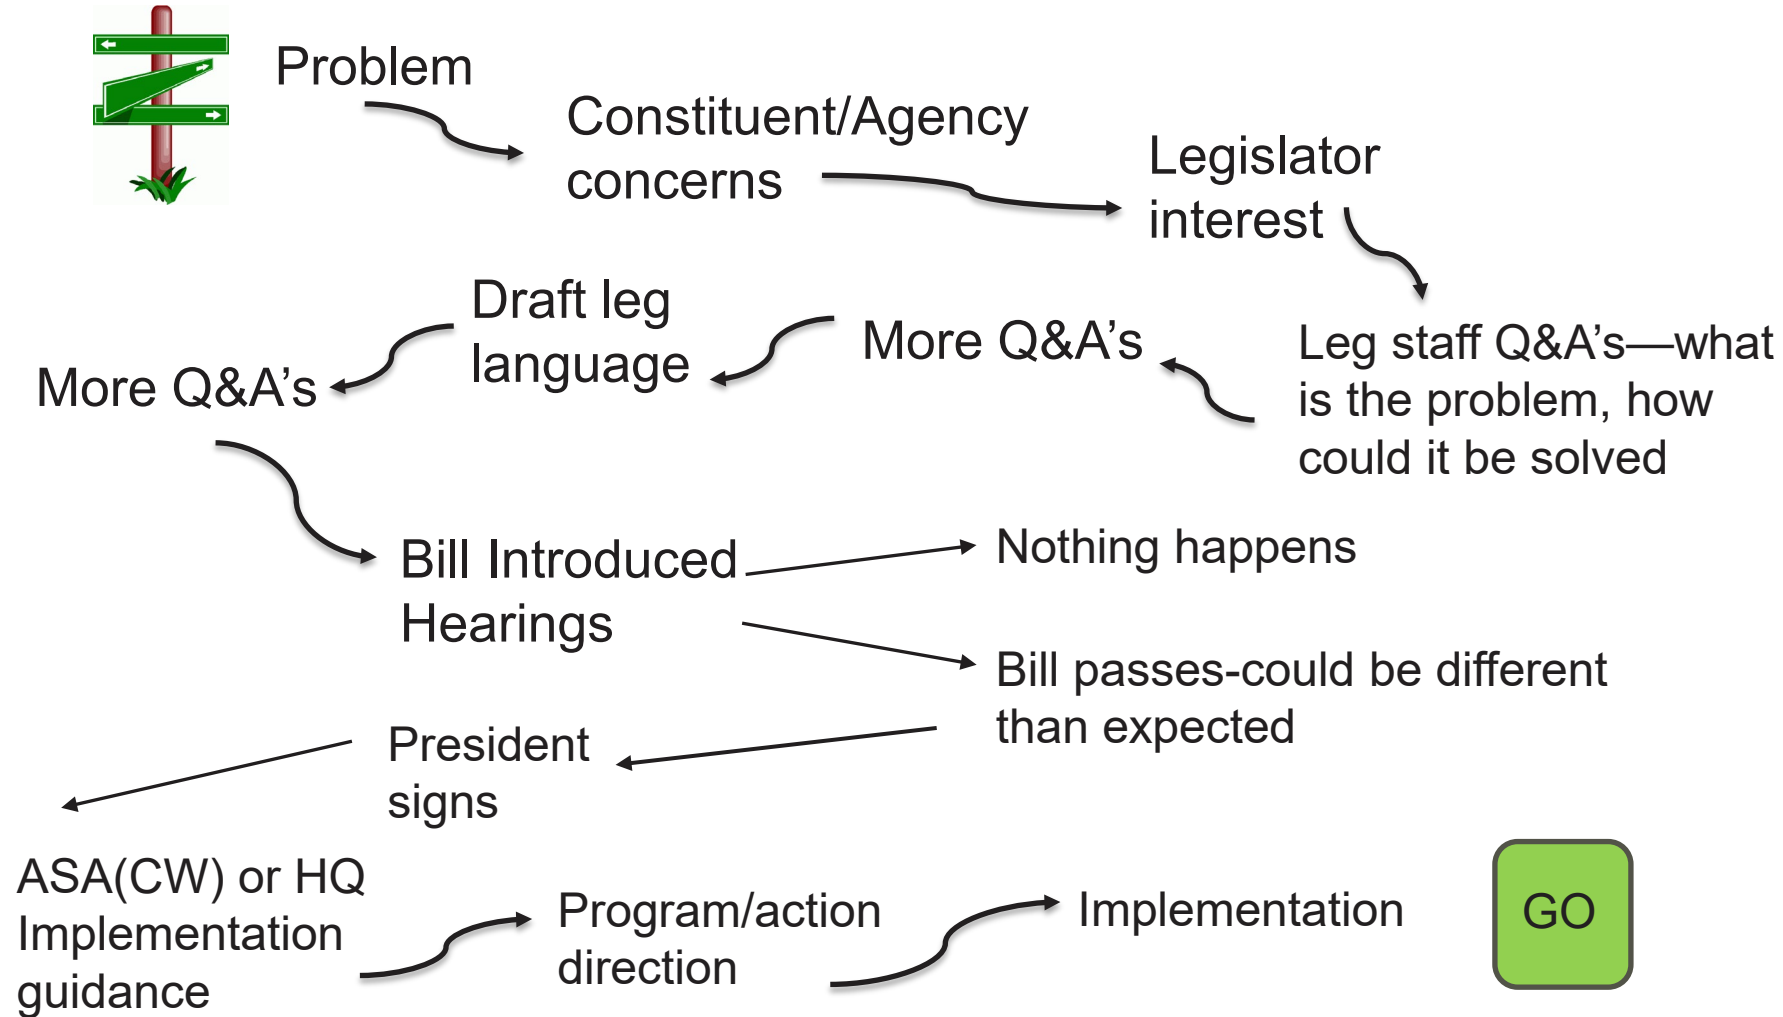 Problem
Constituent/Agency
concerns
Legislator
interest
Leg staff Q&A’s—what
is the problem, how
could it be solved
More Q&A’s
Draft leg
language
More Q&A’s
Bill Introduced
Hearings
Nothing happens
Bill passes-could be different
than expected
President
signs
ASA(CW) or HQ
Implementation
guidance
Program/action
direction
Implementation
GO